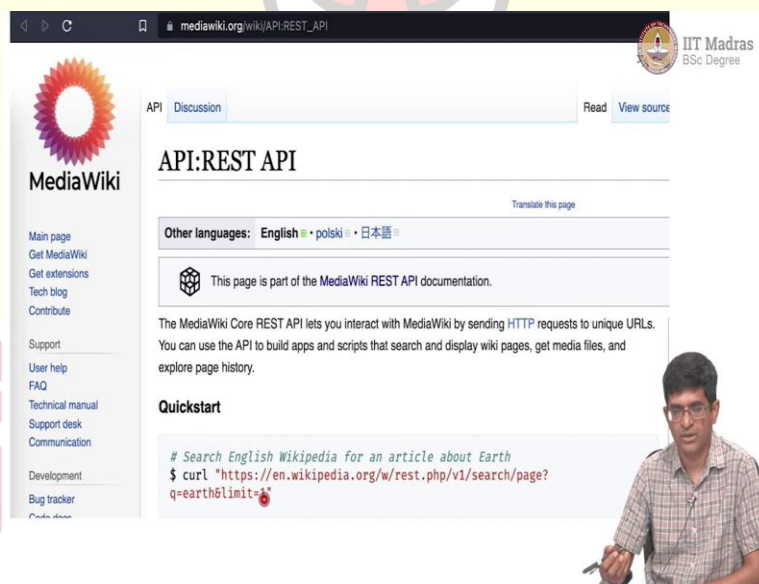 mediawiki.org/wiki/API:REST_API
IIT Madras
BSc Degree
API Discussion Read View source
MediaWiki
API:REST API
Translate this page
Other languages: English • polski • 日本語
This page is part of the MediaWiki REST API documentation.
The MediaWiki Core REST API lets you interact with MediaWiki by sending HTTP requests to unique URLs.
You can use the API to build apps and scripts that search and display wiki pages, get media files, and
explore page history.
Quickstart
# Search English Wikipedia for an article about Earth
$ curl "https://en.wikipedia.org/w/rest.php/v1/search/page?
q=earth&limit=1"
Main page
Get MediaWiki
Get extensions
Tech blog
Contribute
Support
User help
FAQ
Technical manual
Support desk
Communication
Development
Bug tracker
Code docs